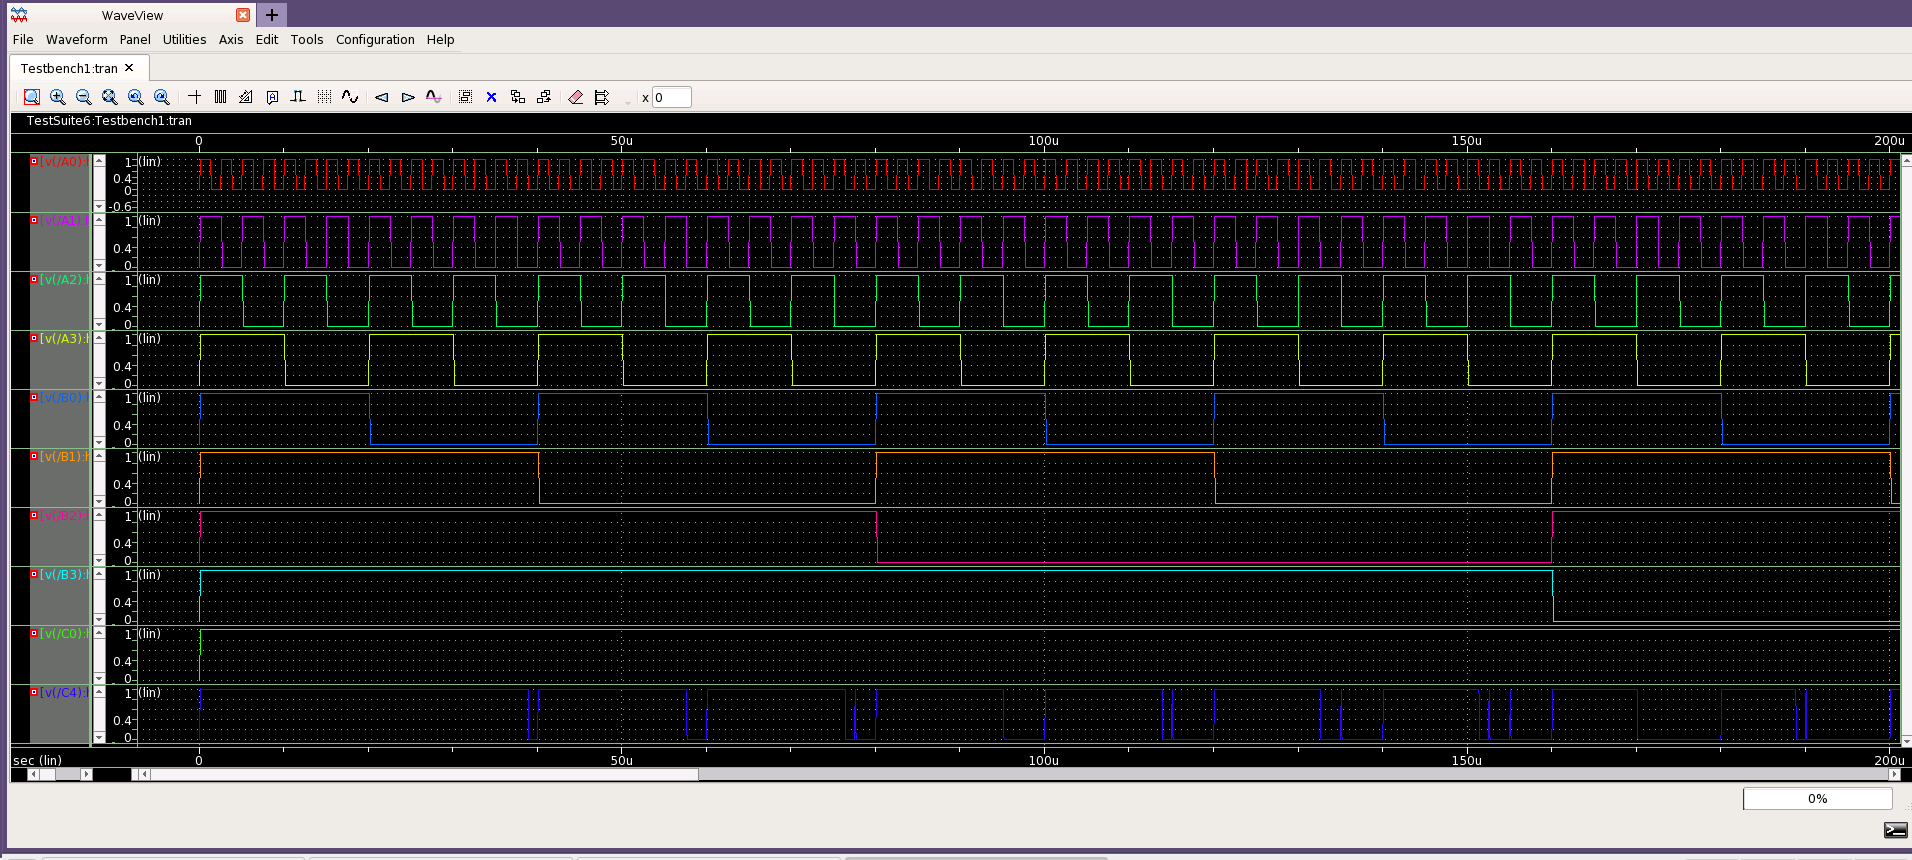 WaveView
File Waveform Panel Utilities Axis Edit Tools Configuration Help
Testbench1:tran
x 0
TestSuite6:Testbench1:tran
0 50u 100u 150u 200u
[v(/A0): 1 (lin)
0.4
0
-0.6
[v(/A1): 1 (lin)
0.4
0
[v(/A2): 1 (lin)
0.4
0
[v(/A3): 1 (lin)
0.4
0
[v(/B0): 1 (lin)
0.4
0
[v(/B1): 1 (lin)
0.4
0
[v(/B2): 1 (lin)
0.4
0
[v(/B3): 1 (lin)
0.4
0
[v(/C0): 1 (lin)
0.4
0
[v(/C4): 1 (lin)
0.4
0
sec (lin) 0 50u 100u 150u 200u
0%